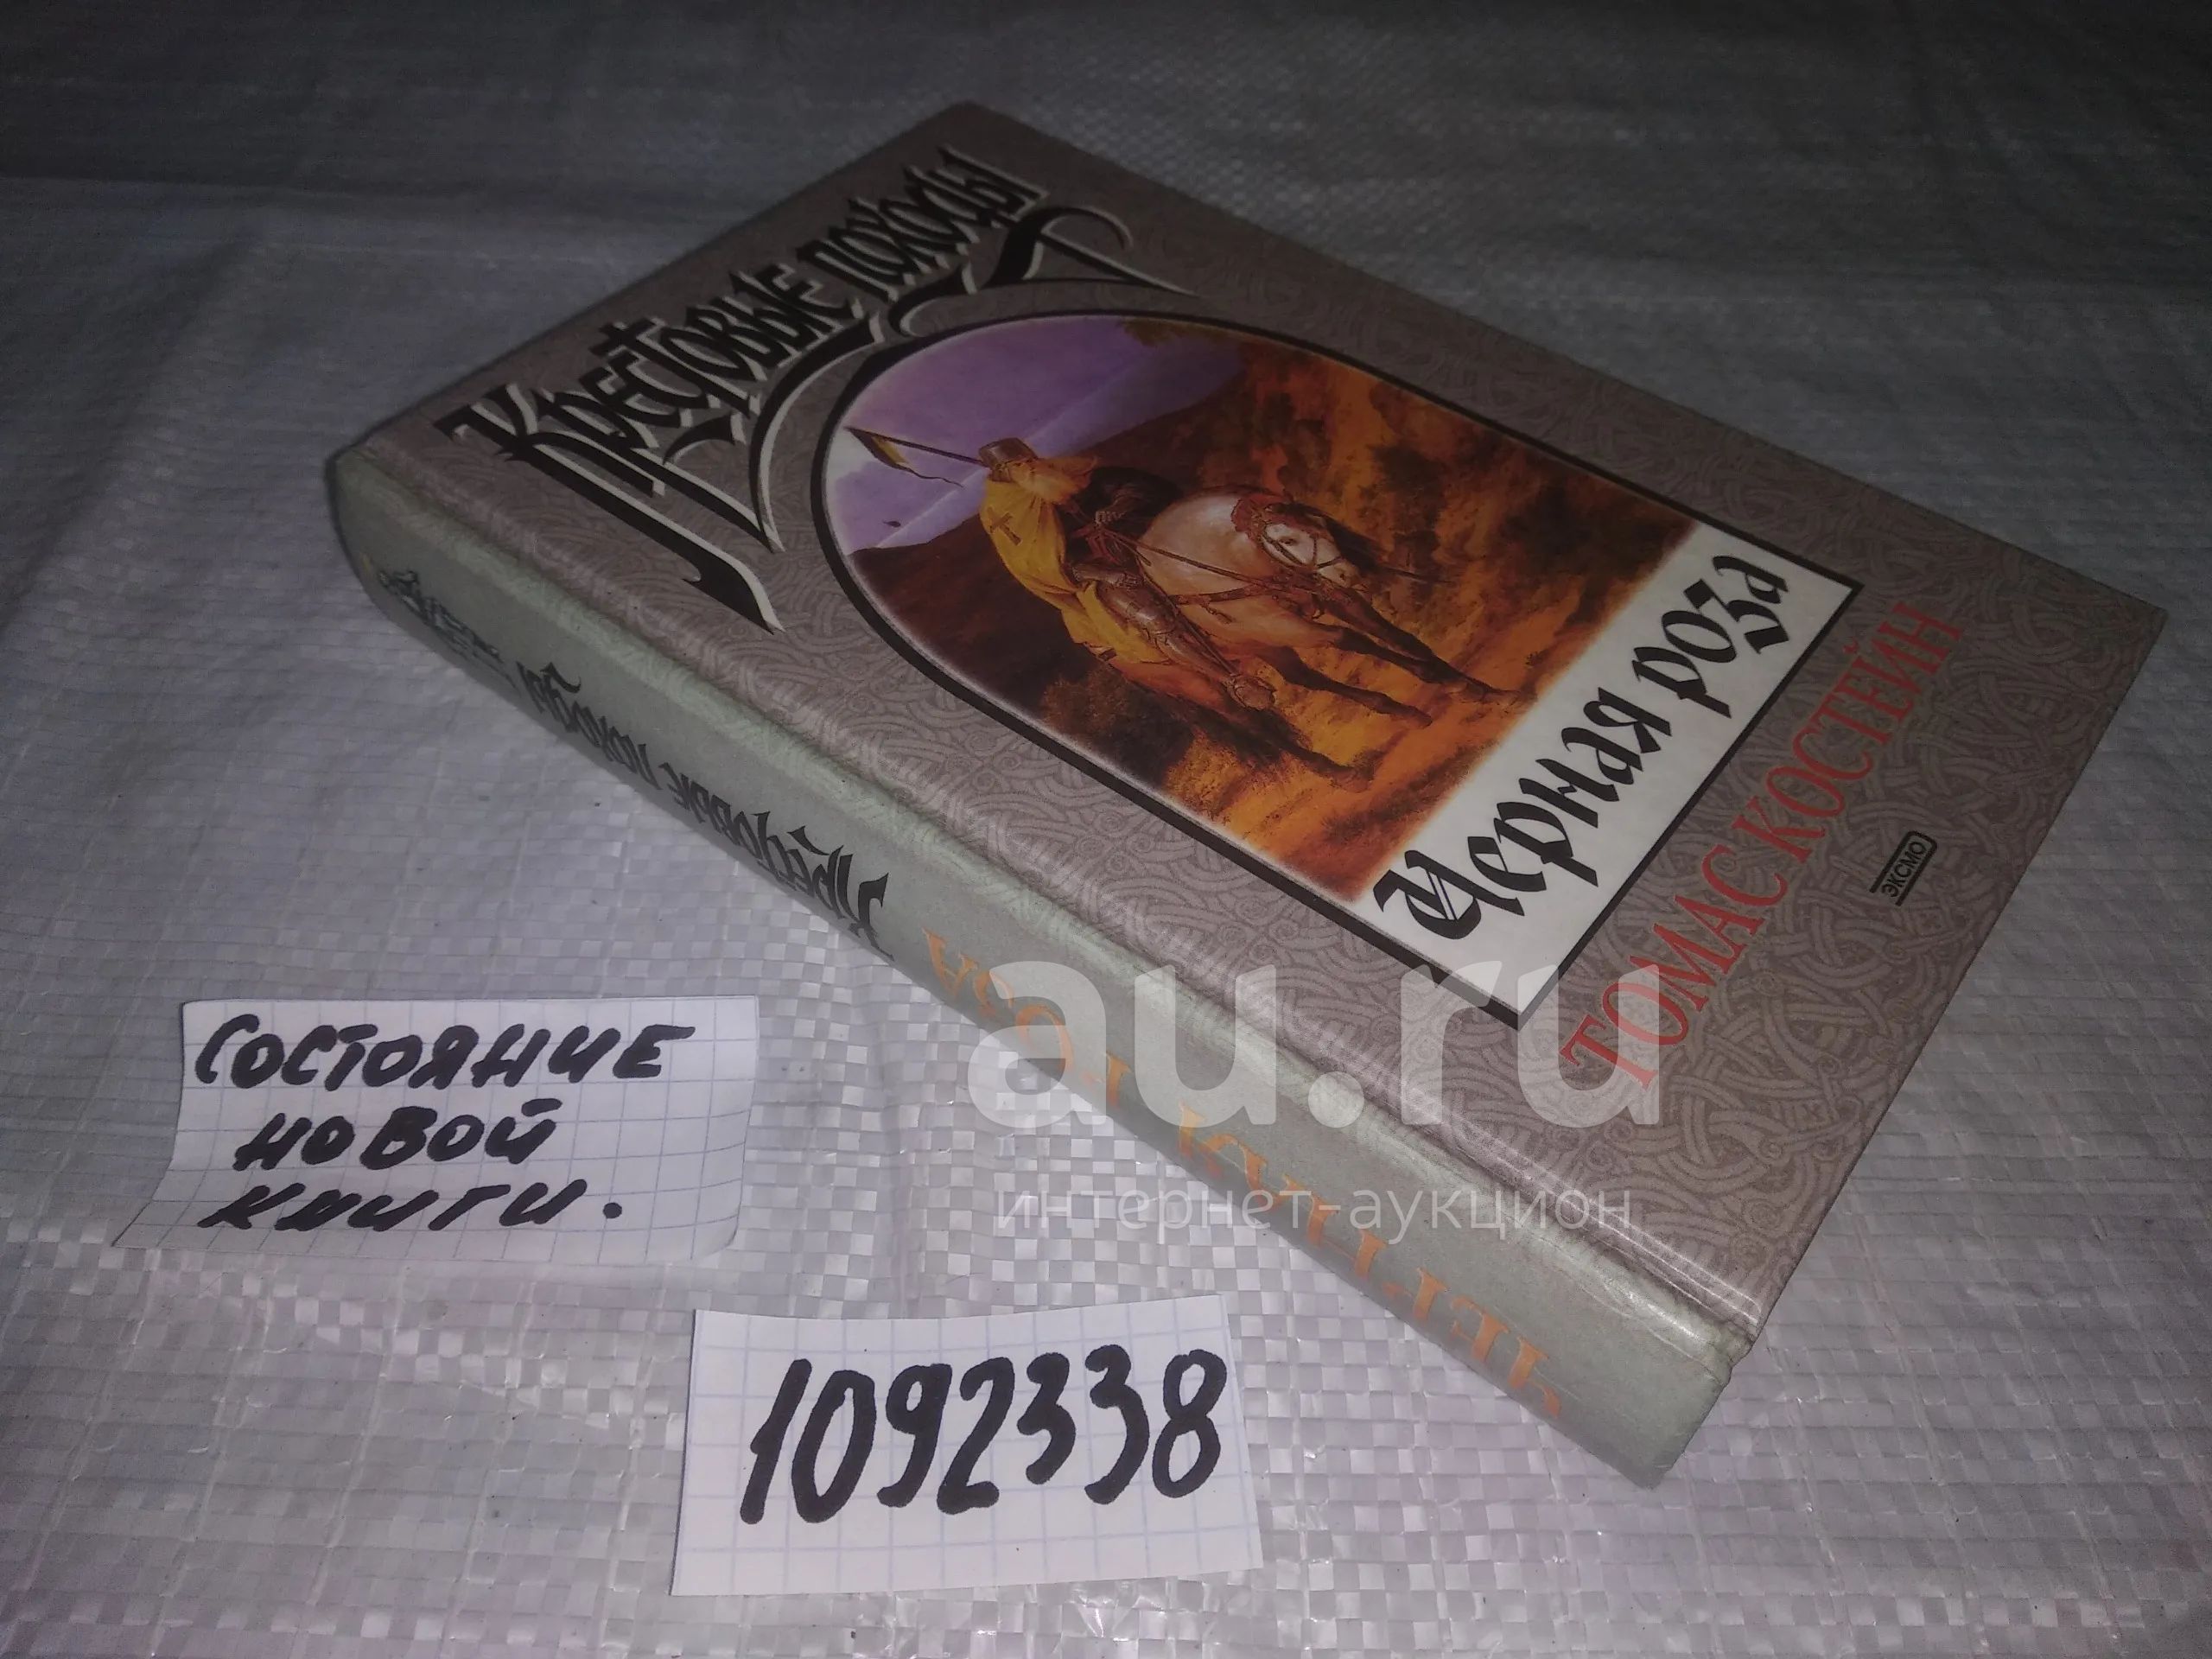 Крестовые походы
Черная роза
ТОМАС КОСТЕЙН
ЭКСМО
Крестовые походы
ЧЕРНАЯ РОЗА
СОСТОЯНИЕ
НОВОЙ
КНИГИ.
1092338
au.ru
интернет-аукцион